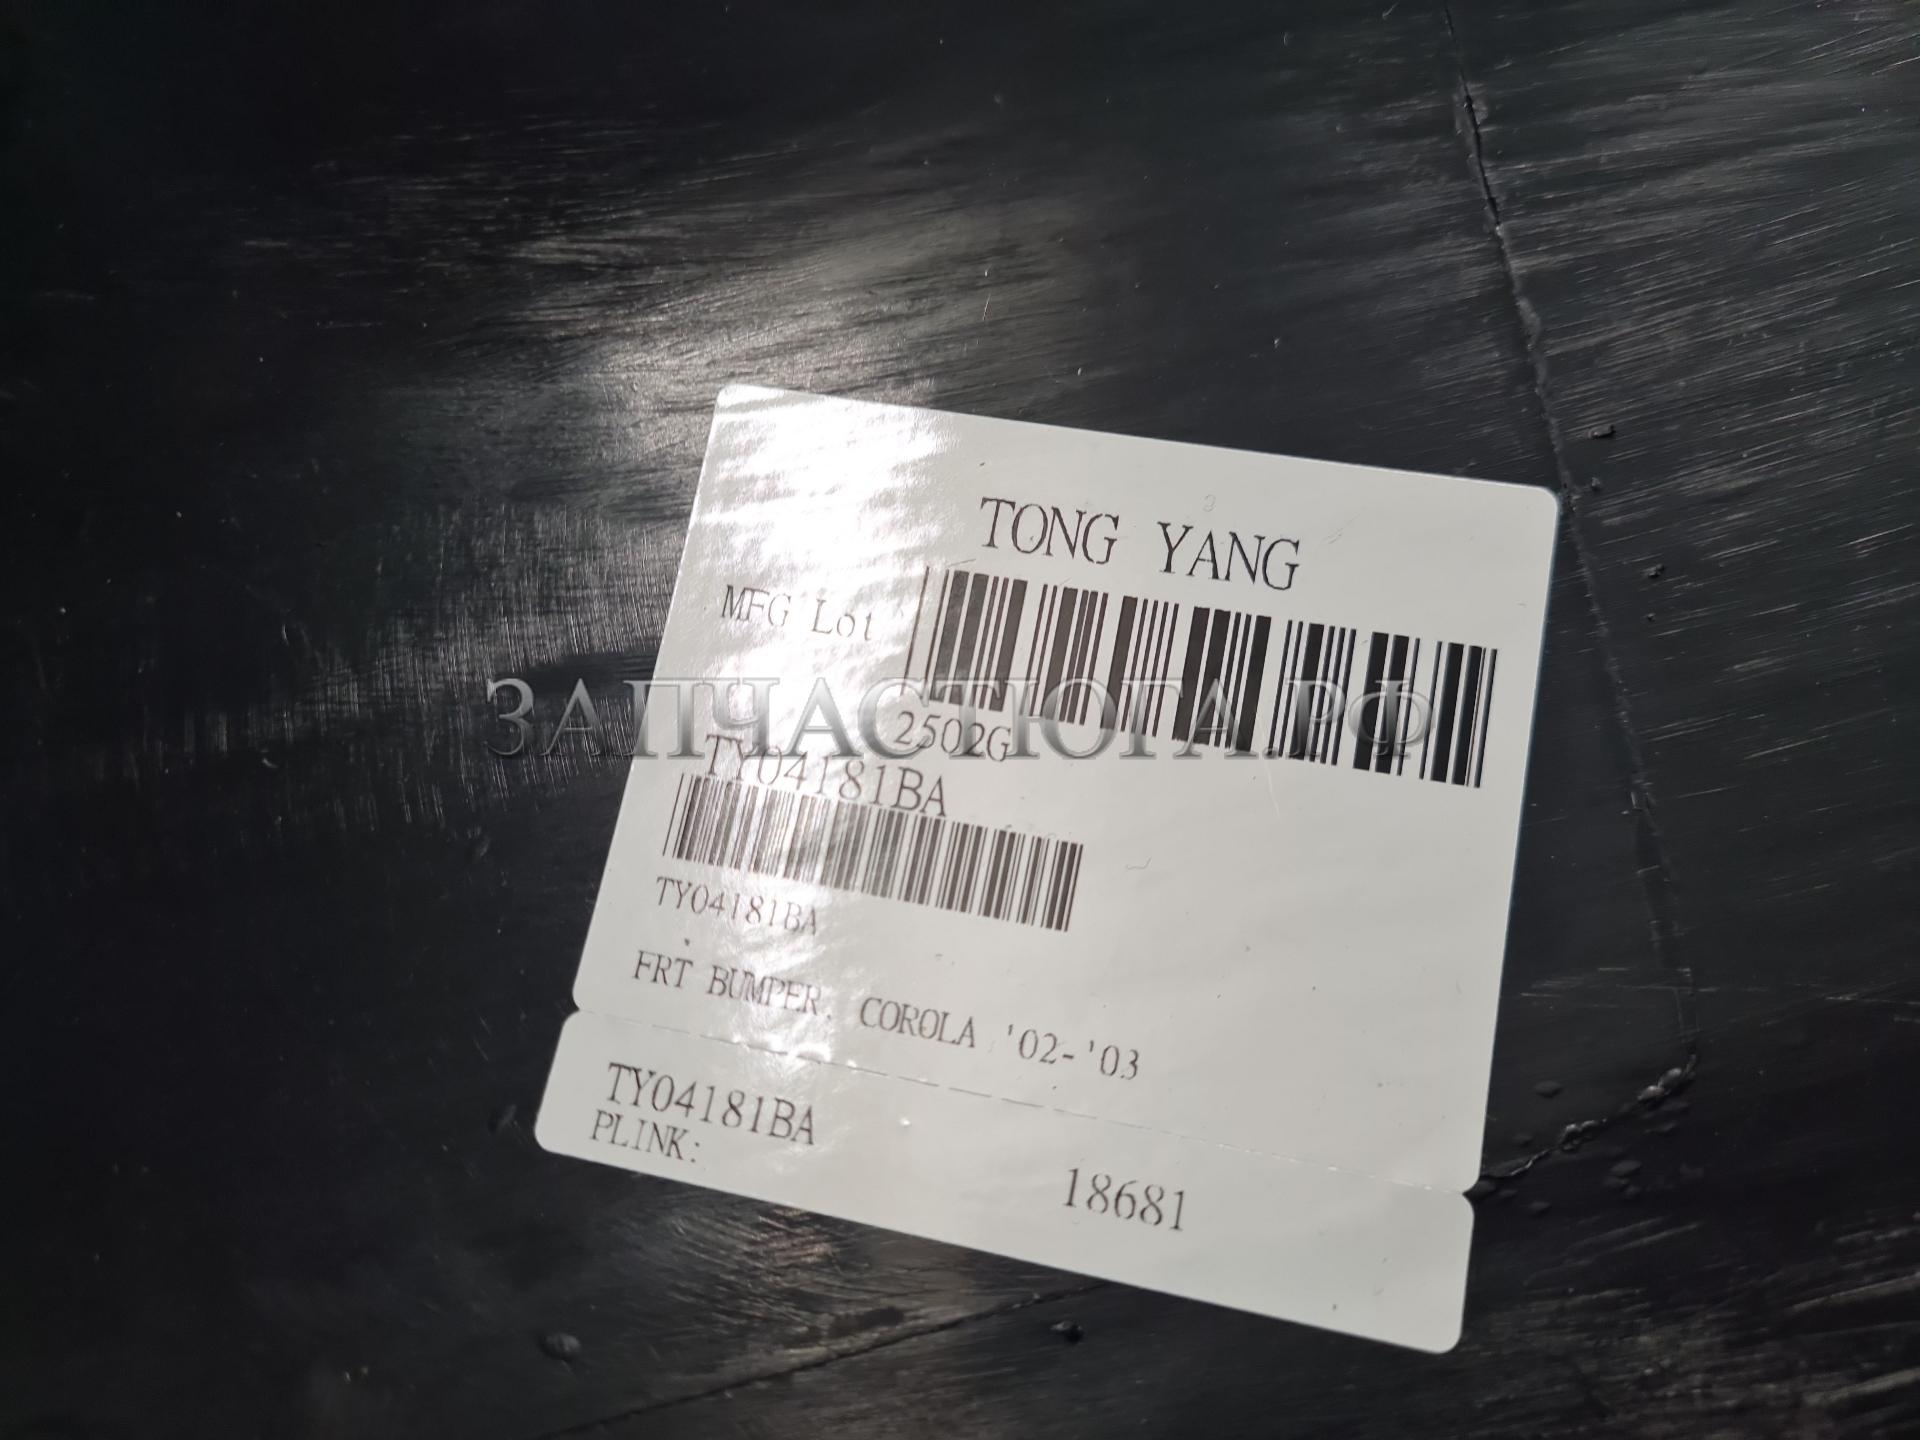 TONG YANG
MFG Lot
2502G
ЗАПЧАСТЮГА.РФ
TY04181BA
TY04181BA
FRT BUMPER, COROLA '02-'03
TY04181BA
PLINK:
18681